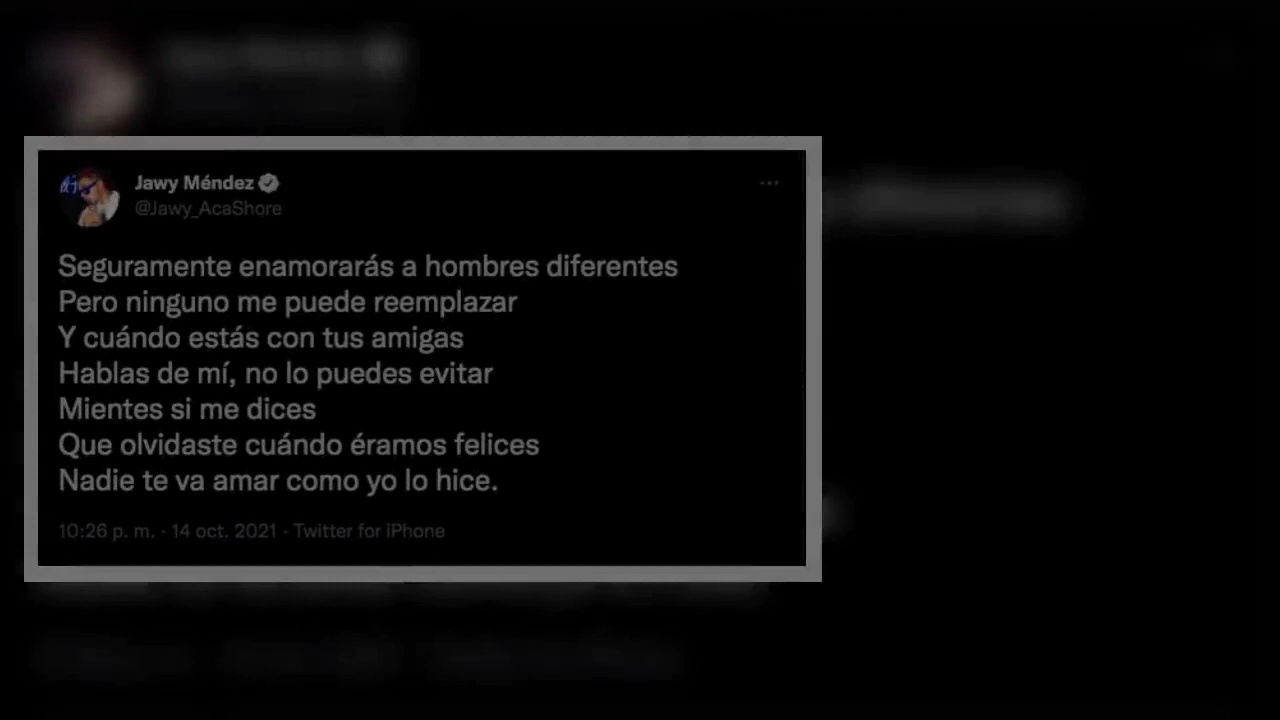 Jawy Méndez
@Jawy_AcaShore
Seguramente enamorarás a hombres diferentes
Pero ninguno me puede reemplazar
Y cuándo estás con tus amigas
Hablas de mí, no lo puedes evitar
Mientes si me dices
Que olvidaste cuándo éramos felices
Nadie te va amar como yo lo hice.
10:26 p. m. · 14 oct. 2021 · Twitter for iPhone